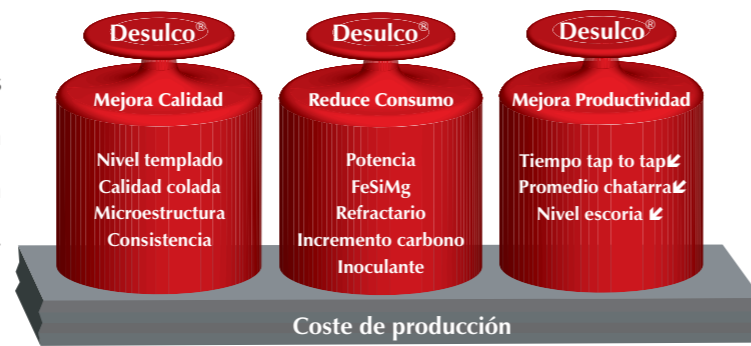 Desulco®
Mejora Calidad
Nivel templado
Calidad colada
Microestructura
Consistencia
Desulco®
Reduce Consumo
Potencia
FeSiMg
Refractario
Incremento carbono
Inoculante
Desulco®
Mejora Productividad
Tiempo tap to tap↙
Promedio chatarra↙
Nivel escoria ↙
Coste de producción